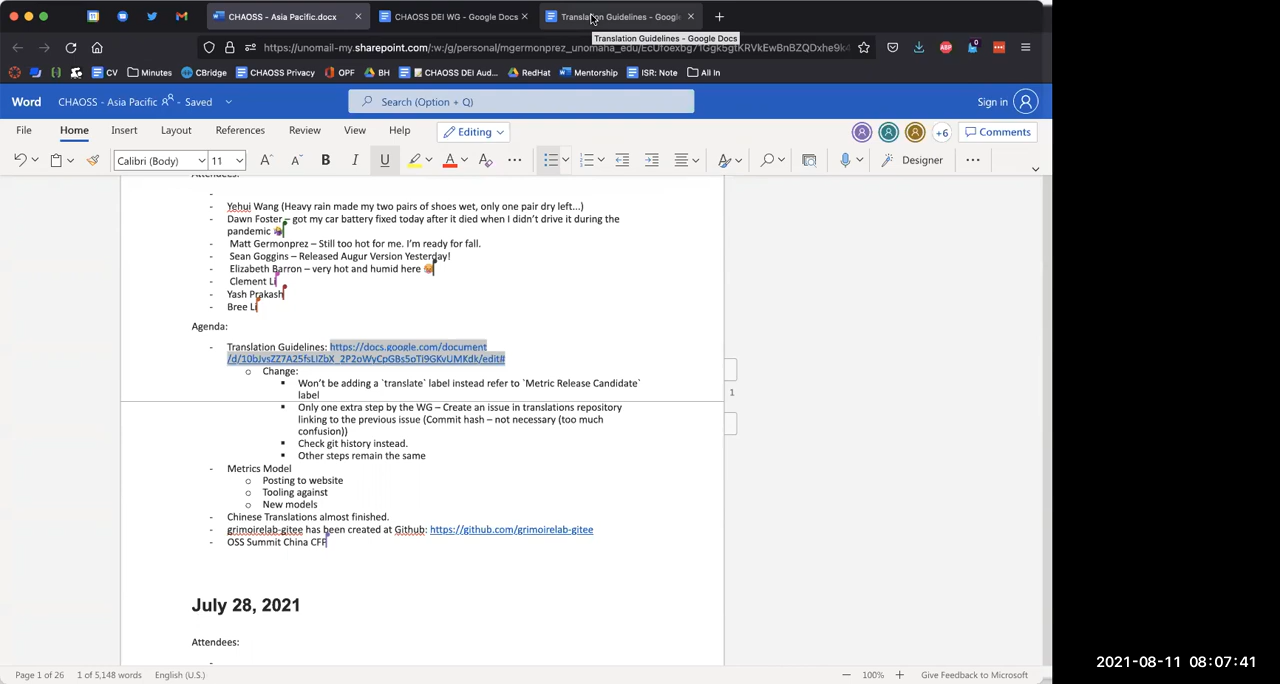 CHAOSS - Asia Pacific.docx
CHAOSS DEI WG - Google Docs
Translation Guidelines - Google
Translation Guidelines - Google Docs
https://unomail-my.sharepoint.com/:w:/g/personal/mgermonprez_unomaha_edu/
CV
Minutes
CBridge
CHAOSS Privacy
OPF
BH
CHAOSS DEI Aud...
RedHat
Mentorship
ISR: Note
All In
Word
CHAOSS - Asia Pacific - Saved
Search (Option + Q)
Sign in
File
Home
Insert
Layout
References
Review
View
Help
Editing
+6
Comments
Calibri (Body)
11
Designer
Attendees:
-
- Yehui Wang (Heavy rain made my two pairs of shoes wet, only one pair dry left...)
- Dawn Foster – got my car battery fixed today after it died when I didn't drive it during the
pandemic
- Matt Germonprez – Still too hot for me. I'm ready for fall.
- Sean Goggins – Released Augur Version Yesterday!
- Elizabeth Barron – very hot and humid here
- Clement Li
- Yash Prakash
- Bree Li
Agenda:
- Translation Guidelines: https://docs.google.com/document
o Change:
▪ Won't be adding a `translate` label instead refer to `Metric Release Candidate`
label
▪ Only one extra step by the WG – Create an issue in translations repository
linking to the previous issue (Commit hash – not necessary (too much
confusion))
▪ Check git history instead.
▪ Other steps remain the same
- Metrics Model
o Posting to website
o Tooling against
o New models
- Chinese Translations almost finished.
- grimoirelab-gitee has been created at Github: https://github.com/grimoirelab-gitee
- OSS Summit China CFP
1
July 28, 2021
Attendees:
-
Page 1 of 26
1 of 5,148 words
English (U.S.)
100%
Give Feedback to Microsoft
2021-08-11 08:07:41